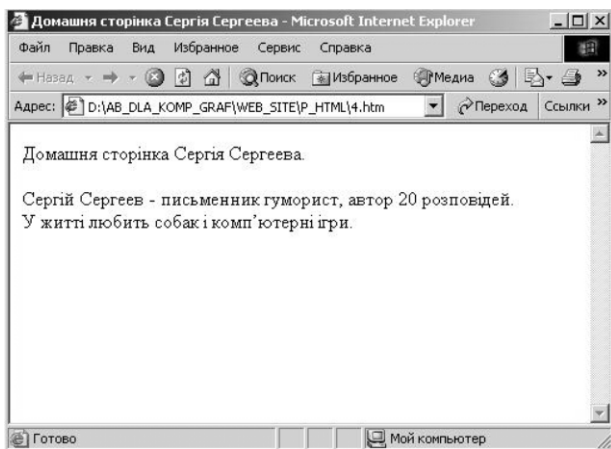 Домашня сторінка Сергія Сергеева - Microsoft Internet Explorer
Файл Правка Вид Избранное Сервис Справка
Назад Поиск Избранное Медиа »
Адрес: D:\AB_DLA_KOMP_GRAF\WEB_SITE\P_HTML\4.htm Переход Ссылки »
Домашня сторінка Сергія Сергеева.
Сергій Сергеев - письменник гуморист, автор 20 розповідей.
У житті любить собак і комп’ютерні ігри.
Готово Мой компьютер